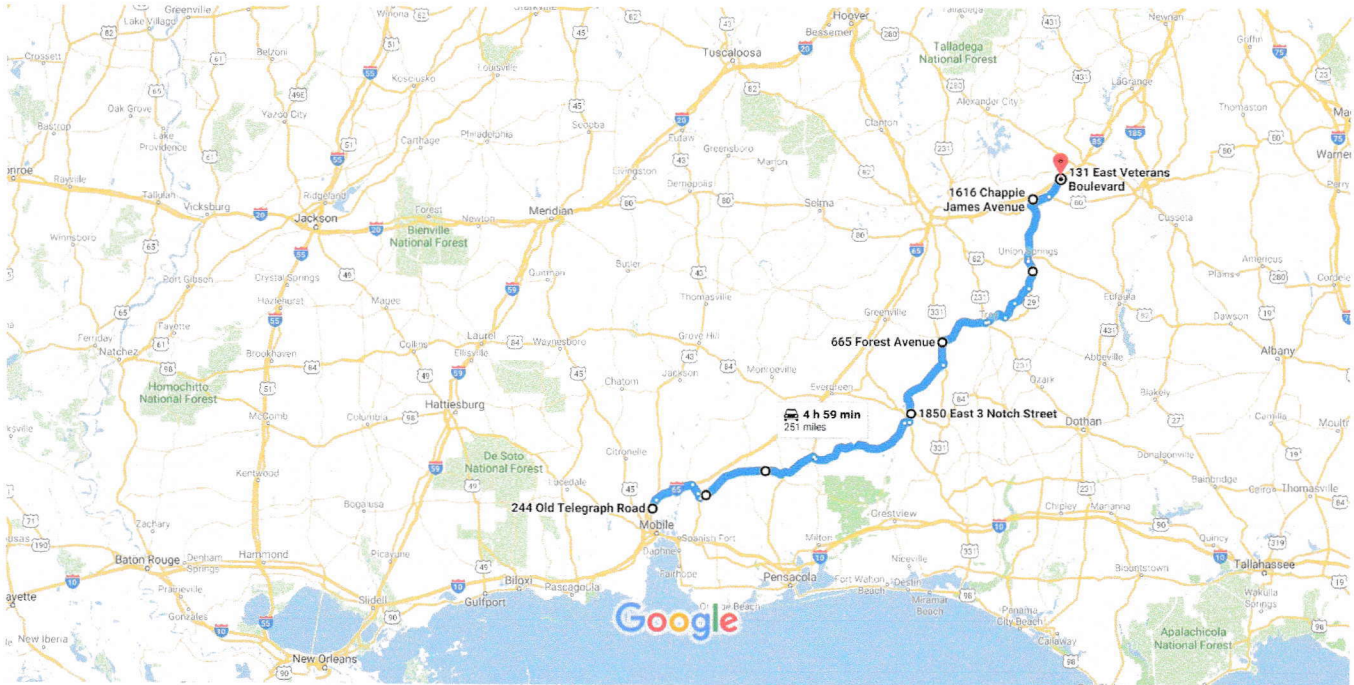 Greenville
Winona
Hoover
Bessemer
Newnan
Griffin
Lake Village
Belzoni
Tuscaloosa
Talladega
National Forest
Crossett
Kosciusko
Louisville
LaGrange
Oak Grove
Yazoo City
Alexander City
Thomaston
Bastrop
Lake
Providence
Carthage
Philadelphia
Scooba
Eutaw
Greensboro
Marion
Clanton
Warner
Rayville
Tallulah
Ridgeland
Livingston
Demopolis
131 East Veterans
Boulevard
Vicksburg
Jackson
Forest
Bienville
National Forest
Newton
Meridian
Selma
1616 Chappie
James Avenue
Cusseta
Winnsboro
Union Springs
Americus
Port Gibson
Crystal Springs
Quitman
Butler
Plains
Cordele
Hazlehurst
Magee
Thomasville
Eufaula
Dawson
Fayette
Ferriday
Natchez
Brookhaven
Collins
Laurel
Ellisville
Waynesboro
Grove Hill
Greenville
665 Forest Avenue
Albany
Homochitto
National Forest
Chatom
Jackson
Monroeville
Evergreen
Ozark
Abbeville
Blakely
McComb
Columbia
Hattiesburg
4 h 59 min
251 miles
1850 East 3 Notch Street
Dothan
Camilla
De Soto
National Forest
Citronelle
Donalsonville
Kentwood
Lucedale
Bainbridge
Cairo
Thomasville
Bogalusa
244 Old Telegraph Road
Crestview
Chipley
Marianna
Zachary
Mobile
Spanish Fort
Milton
Quincy
Baton Rouge
Denham
Springs
Hammond
Picayune
Daphne
Fairhope
Niceville
Tallahassee
Prairieville
Biloxi
Pascagoula
Pensacola
Fort Walton
Beach
Destin
Miramar
Beach
Blountstown
Gonzales
Slidell
Gulfport
Google
Orange Beach
Panama
City Beach
Callaway
Wakulla
Springs
New Iberia
New Orleans
Apalachicola
National Forest